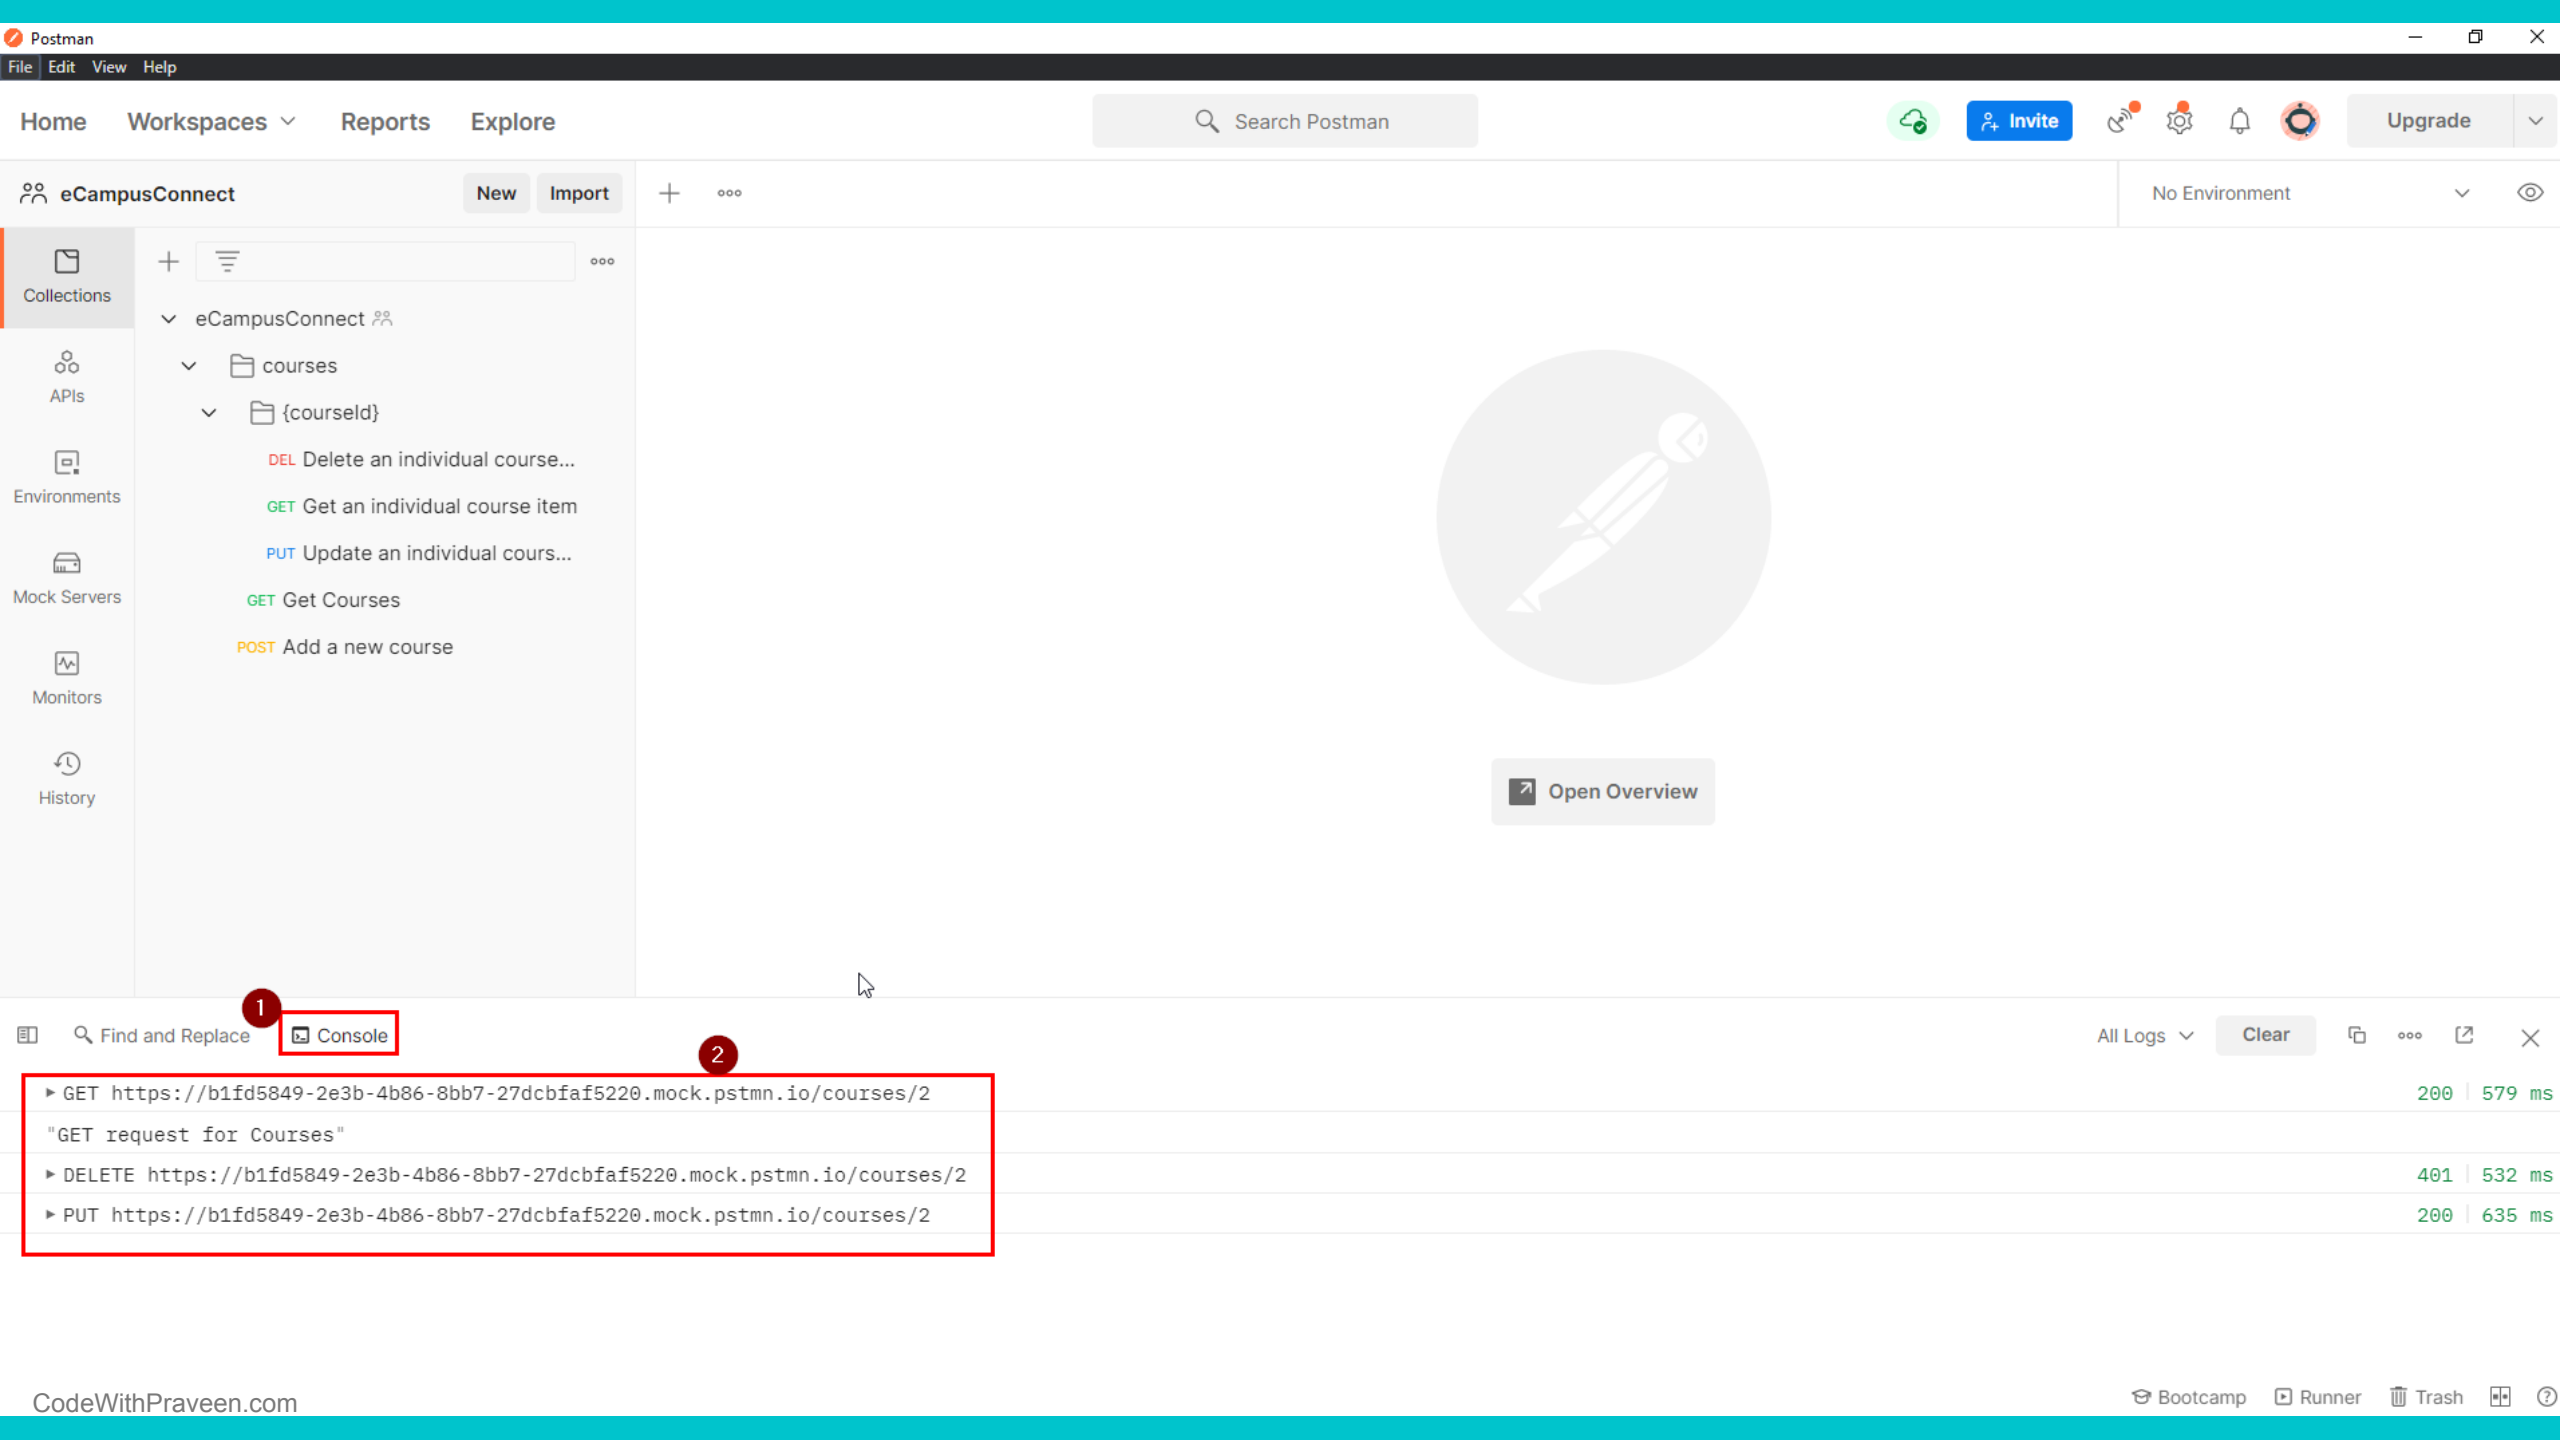 Postman
File Edit View Help
Home Workspaces Reports Explore Search Postman Invite Upgrade
eCampusConnect New Import No Environment
Collections
eCampusConnect
courses
APIs
{courseId}
DEL Delete an individual course...
Environments
GET Get an individual course item
PUT Update an individual cours...
Mock Servers
GET Get Courses
POST Add a new course
Monitors
History
Open Overview
1
Find and Replace Console All Logs Clear
2
GET https://b1fd5849-2e3b-4b86-8bb7-27dcbfaf5220.mock.pstmn.io/courses/2 200 579 ms
"GET request for Courses"
DELETE https://b1fd5849-2e3b-4b86-8bb7-27dcbfaf5220.mock.pstmn.io/courses/2 401 532 ms
PUT https://b1fd5849-2e3b-4b86-8bb7-27dcbfaf5220.mock.pstmn.io/courses/2 200 635 ms
CodeWithPraveen.com Bootcamp Runner Trash